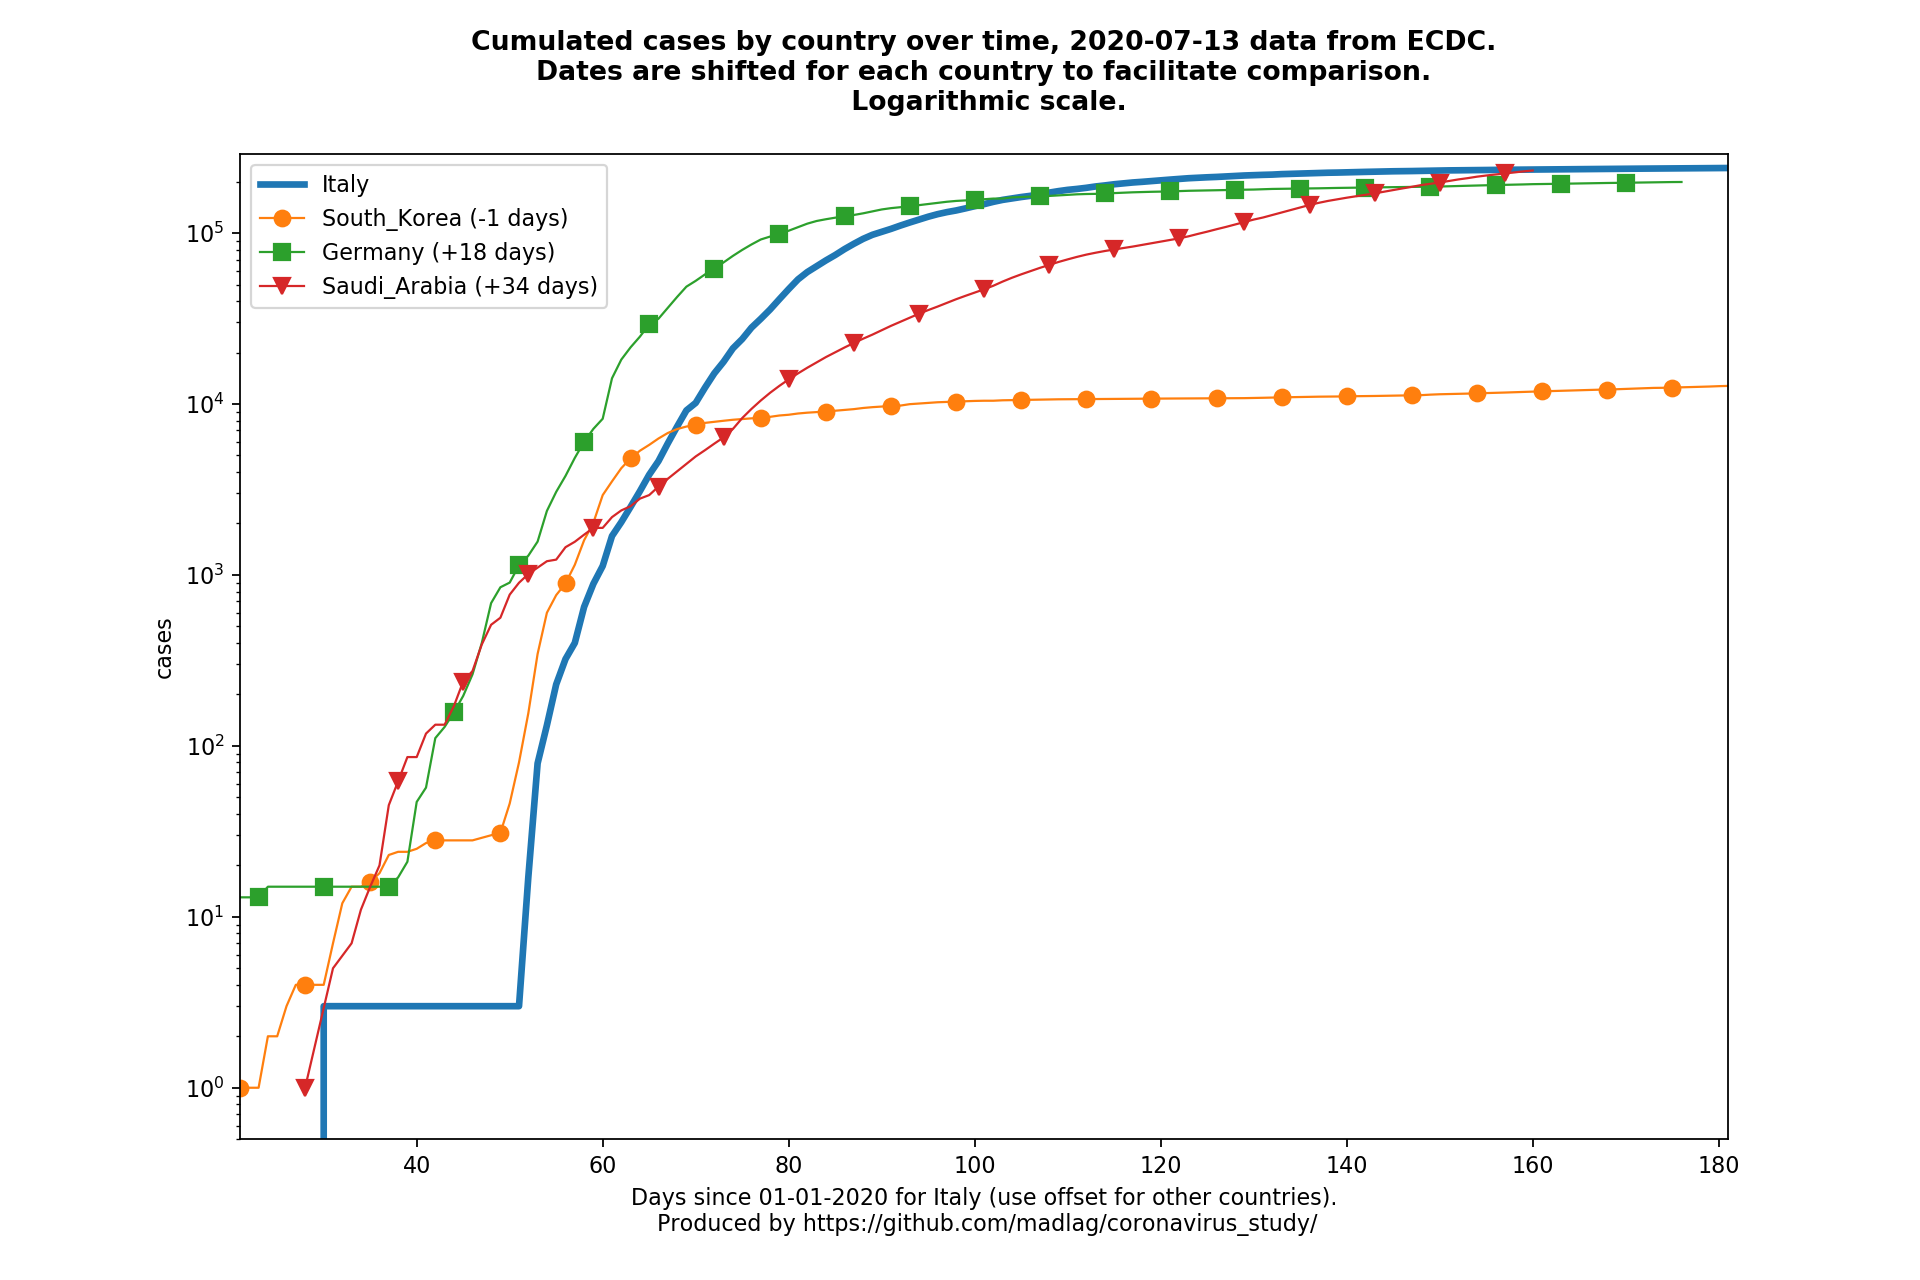 Cumulated cases by country over time, 2020-07-13 data from ECDC.
Dates are shifted for each country to facilitate comparison.
Logarithmic scale.
Italy
South_Korea (-1 days)
Germany (+18 days)
Saudi_Arabia (+34 days)
10^5
10^4
10^3
10^2
10^1
10^0
cases
40 60 80 100 120 140 160 180
Days since 01-01-2020 for Italy (use offset for other countries).
Produced by https://github.com/madlag/coronavirus_study/